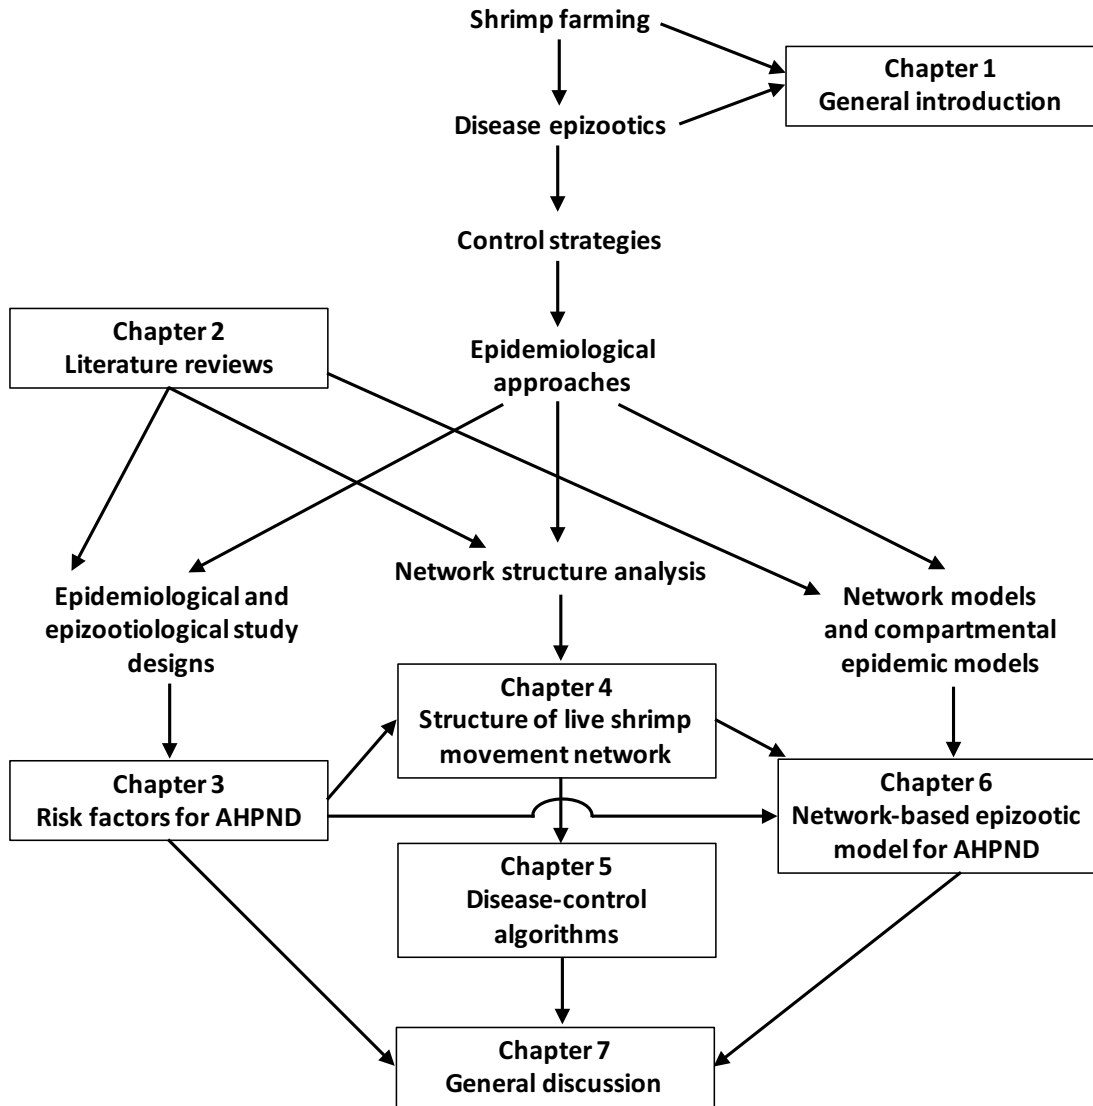 Shrimp farming
Chapter 1
General introduction
Disease epizootics
Control strategies
Chapter 2
Literature reviews
Epidemiological
approaches
Network structure analysis
Epidemiological and
epizootiological study
designs
Network models
and compartmental
epidemic models
Chapter 4
Structure of live shrimp
movement network
Chapter 3
Risk factors for AHPND
Chapter 6
Network-based epizootic
model for AHPND
Chapter 5
Disease-control
algorithms
Chapter 7
General discussion